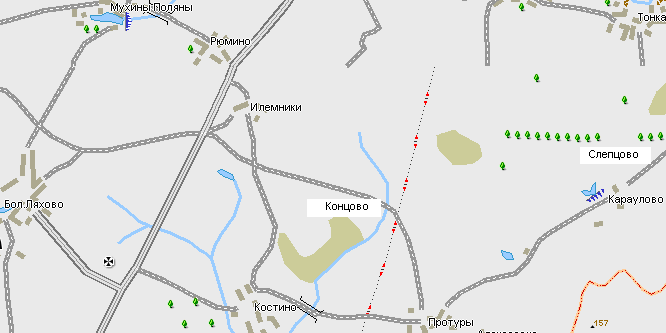 Мухины Поляны
Тонка
Рюмино
Илемники
Слепцово
Караулово
Бол.Ляхово
Концово
Костино
Протуры
157